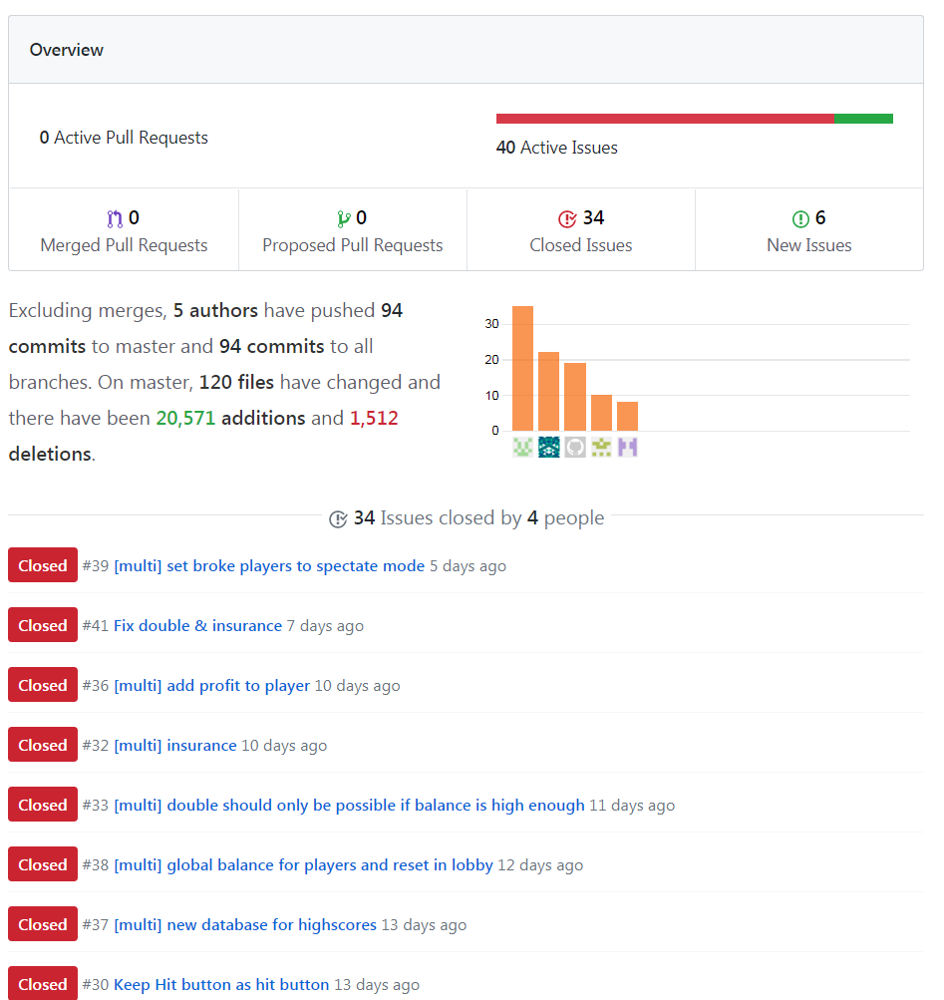 Overview
0 Active Pull Requests
40 Active Issues
0
Merged Pull Requests
0
Proposed Pull Requests
34
Closed Issues
6
New Issues
Excluding merges, 5 authors have pushed 94
commits to master and 94 commits to all
branches. On master, 120 files have changed and
there have been 20,571 additions and 1,512
deletions.
30
20
10
0
34 Issues closed by 4 people
Closed #39 [multi] set broke players to spectate mode 5 days ago
Closed #41 Fix double & insurance 7 days ago
Closed #36 [multi] add profit to player 10 days ago
Closed #32 [multi] insurance 10 days ago
Closed #33 [multi] double should only be possible if balance is high enough 11 days ago
Closed #38 [multi] global balance for players and reset in lobby 12 days ago
Closed #37 [multi] new database for highscores 13 days ago
Closed #30 Keep Hit button as hit button 13 days ago